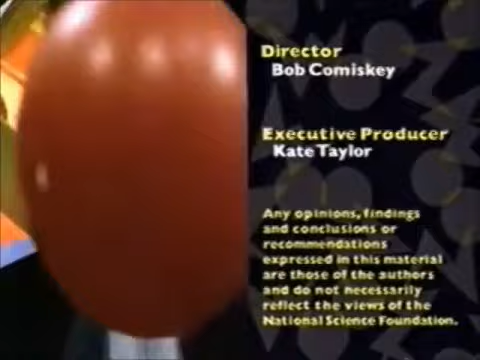 Director
Bob Comiskey
Executive Producer
Kate Taylor
Any opinions, findings
and conclusions or
recommendations
expressed in this material
are those of the authors
and do not necessarily
reflect the views of the
National Science Foundation.